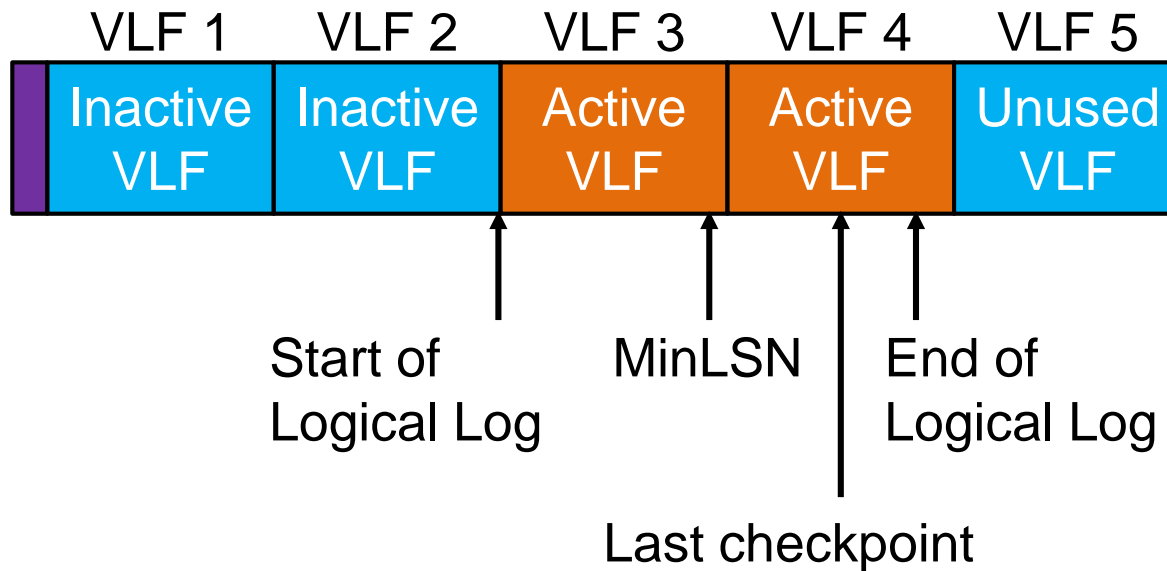 VLF 1 VLF 2 VLF 3 VLF 4 VLF 5
Inactive Inactive Active Active Unused
VLF VLF VLF VLF VLF
Start of MinLSN End of
Logical Log Logical Log
Last checkpoint